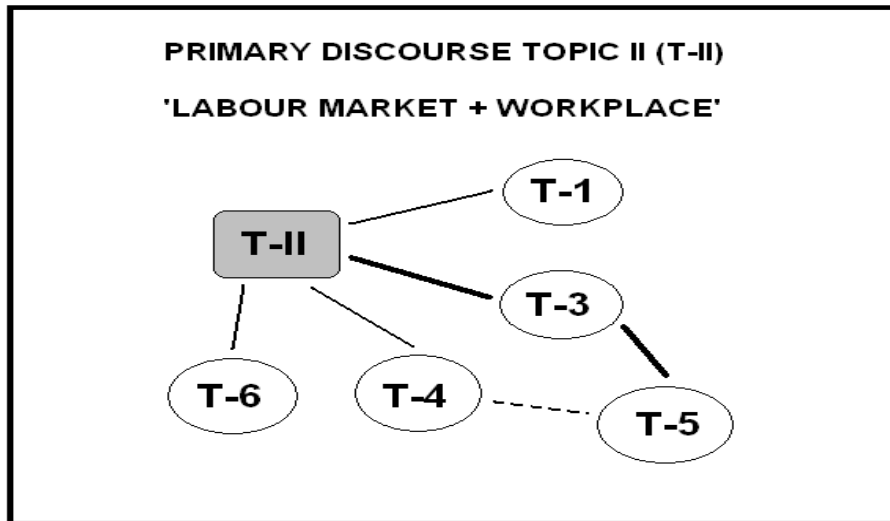 PRIMARY DISCOURSE TOPIC II (T-II)
'LABOUR MARKET + WORKPLACE'
T-1
T-II
T-3
T-6
T-4
T-5